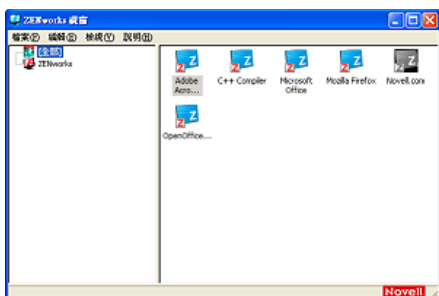 ZENworks 視窗
檔案(F) 編輯(E) 檢視(V) 說明(H)
[全部]
ZENworks
Adobe Acro...
C++ Compiler
Microsoft Office
Mozilla Firefox
Novell.com
OpenOffice....
Novell